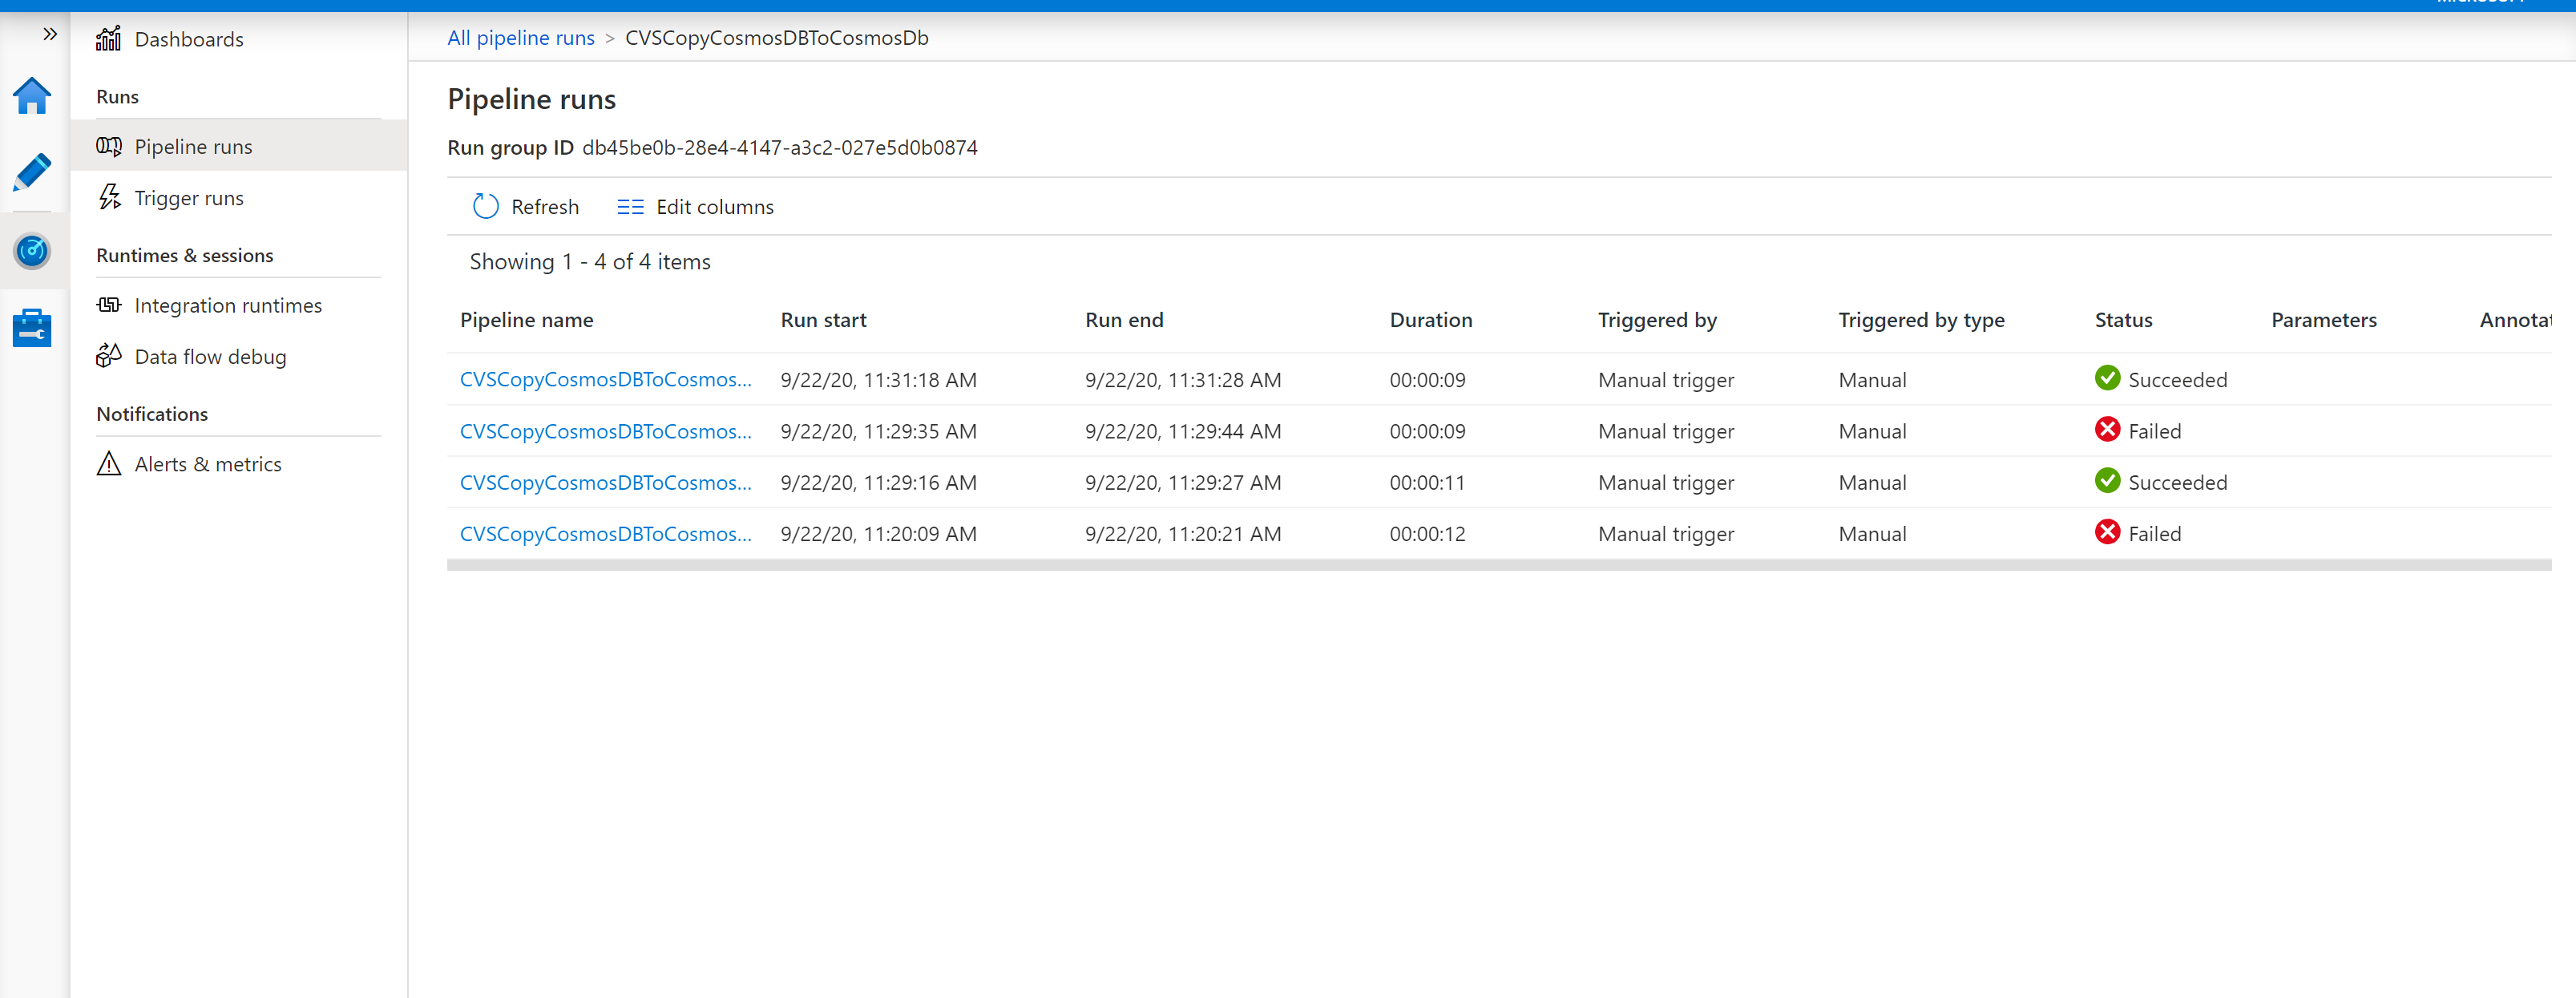 Dashboards
Runs
Pipeline runs
Trigger runs
Runtimes & sessions
Integration runtimes
Data flow debug
Notifications
Alerts & metrics
All pipeline runs > CVSCopyCosmosDBToCosmosDb
Pipeline runs
Run group ID db45be0b-28e4-4147-a3c2-027e5d0b0874
Refresh Edit columns
Showing 1 - 4 of 4 items
Pipeline name Run start Run end Duration Triggered by Triggered by type Status Parameters Annotat
CVSCopyCosmosDBToCosmos... 9/22/20, 11:31:18 AM 9/22/20, 11:31:28 AM 00:00:09 Manual trigger Manual Succeeded
CVSCopyCosmosDBToCosmos... 9/22/20, 11:29:35 AM 9/22/20, 11:29:44 AM 00:00:09 Manual trigger Manual Failed
CVSCopyCosmosDBToCosmos... 9/22/20, 11:29:16 AM 9/22/20, 11:29:27 AM 00:00:11 Manual trigger Manual Succeeded
CVSCopyCosmosDBToCosmos... 9/22/20, 11:20:09 AM 9/22/20, 11:20:21 AM 00:00:12 Manual trigger Manual Failed